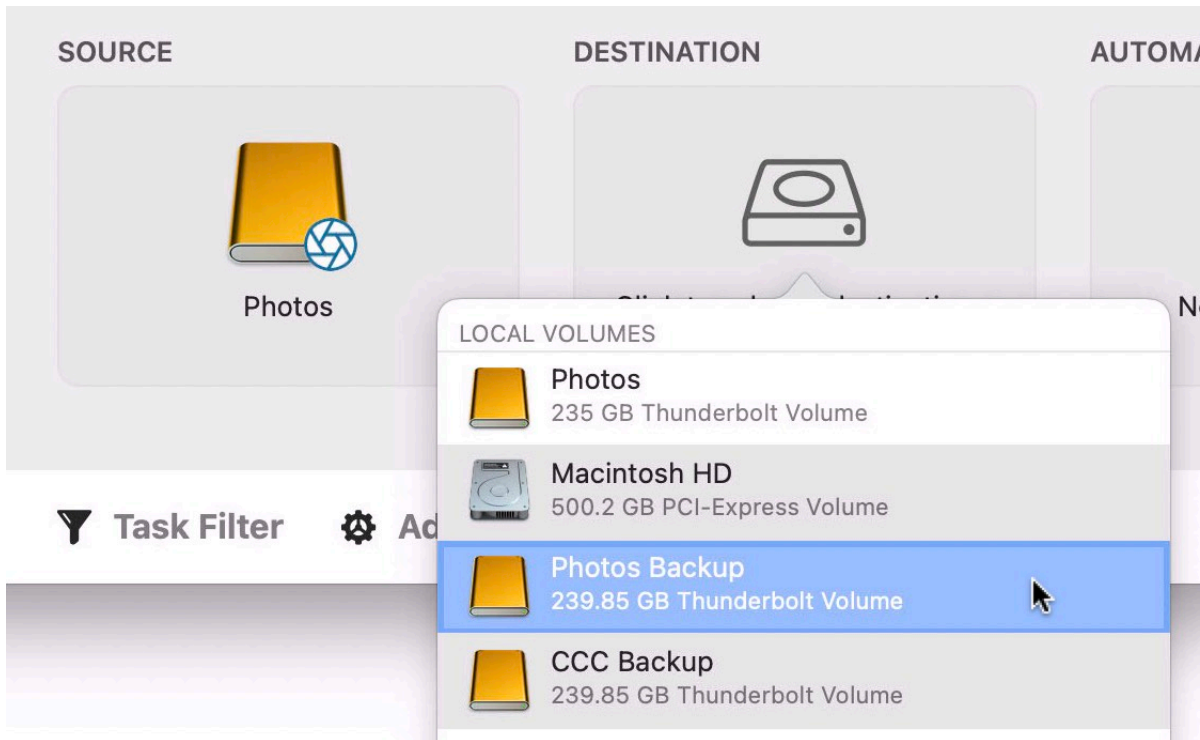 SOURCE
DESTINATION
Photos
LOCAL VOLUMES
Photos
235 GB Thunderbolt Volume
Macintosh HD
500.2 GB PCI-Express Volume
Task Filter
Photos Backup
239.85 GB Thunderbolt Volume
CCC Backup
239.85 GB Thunderbolt Volume